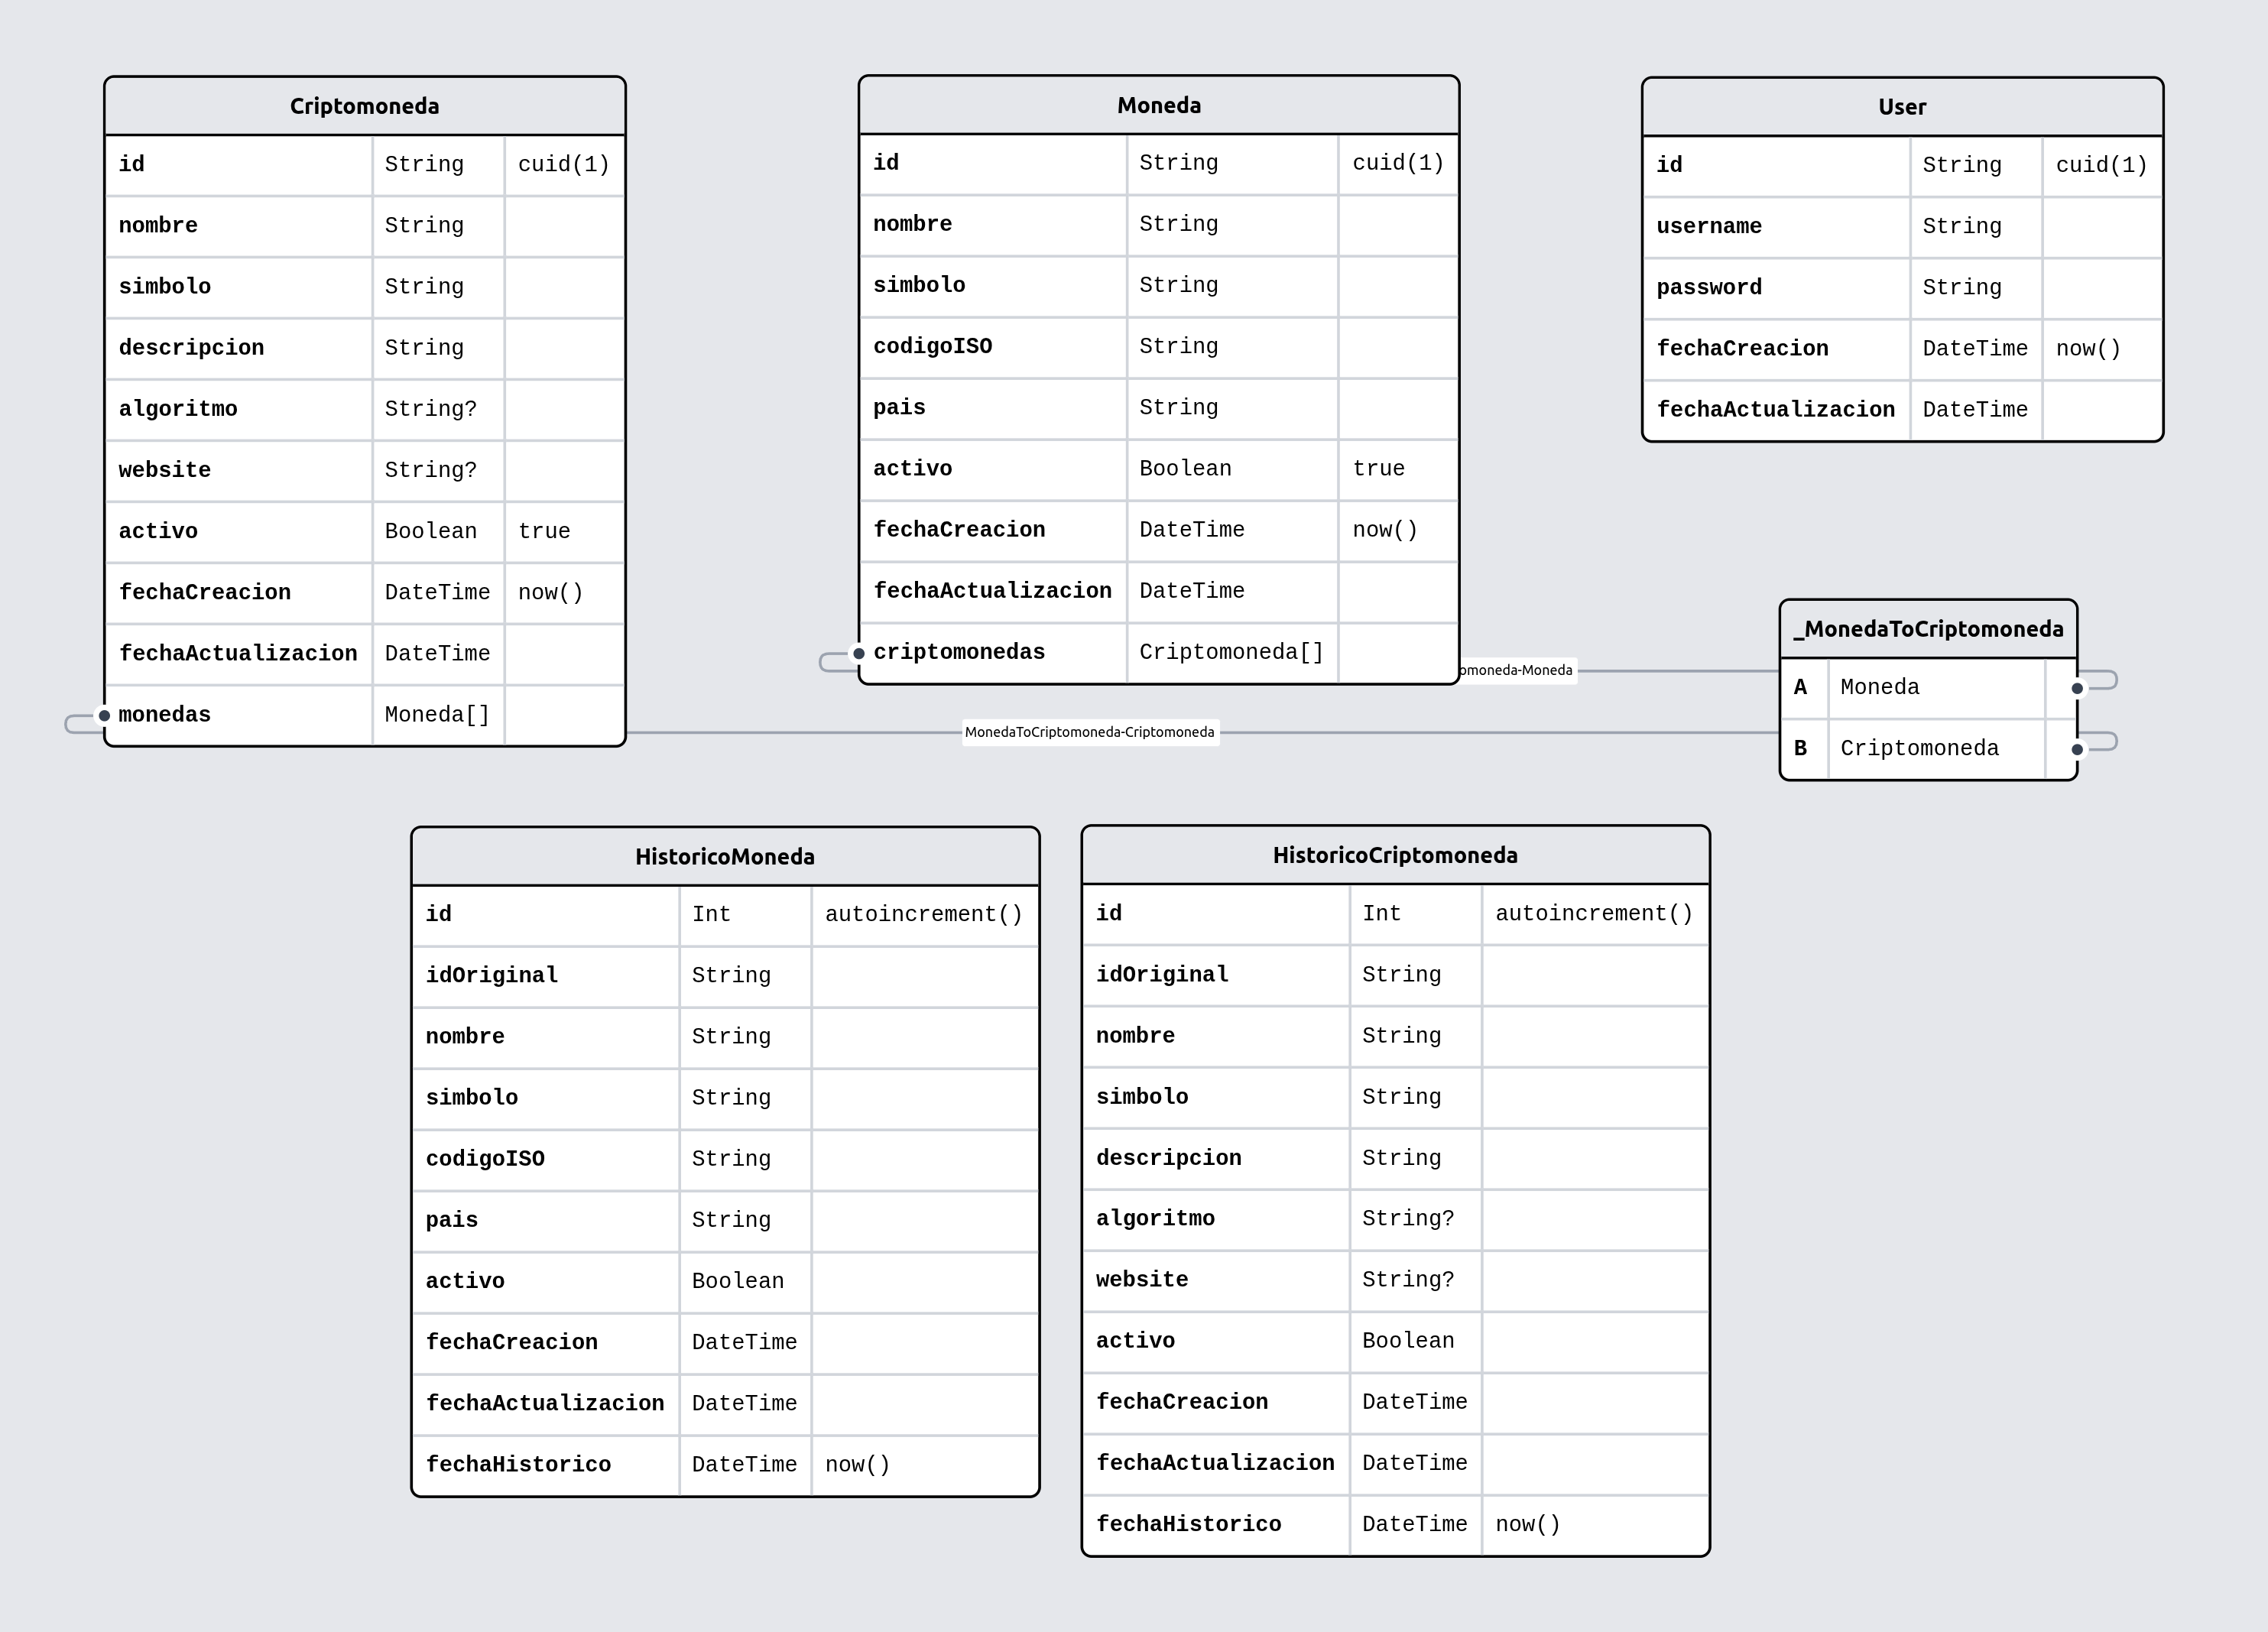 Criptomoneda
id String cuid(1)
nombre String
simbolo String
descripcion String
algoritmo String?
website String?
activo Boolean true
fechaCreacion DateTime now()
fechaActualizacion DateTime
monedas Moneda[]
Moneda
id String cuid(1)
nombre String
simbolo String
codigoISO String
pais String
activo Boolean true
fechaCreacion DateTime now()
fechaActualizacion DateTime
criptomonedas Criptomoneda[]
User
id String cuid(1)
username String
password String
fechaCreacion DateTime now()
fechaActualizacion DateTime
_MonedaToCriptomoneda
A Moneda
B Criptomoneda
omoneda-Moneda
MonedaToCriptomoneda-Criptomoneda
HistoricoMoneda
id Int autoincrement()
idOriginal String
nombre String
simbolo String
codigoISO String
pais String
activo Boolean
fechaCreacion DateTime
fechaActualizacion DateTime
fechaHistorico DateTime now()
HistoricoCriptomoneda
id Int autoincrement()
idOriginal String
nombre String
simbolo String
descripcion String
algoritmo String?
website String?
activo Boolean
fechaCreacion DateTime
fechaActualizacion DateTime
fechaHistorico DateTime now()